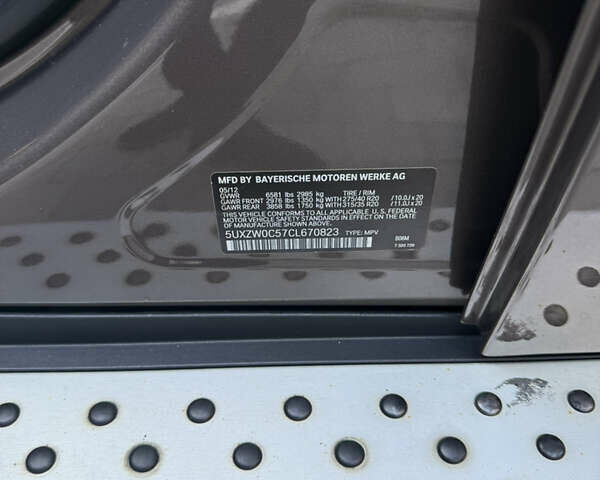 MFD BY BAYERISCHE MOTOREN WERKE AG
05/12
GVWR 6581 lbs 2985 kg TIRE / RIM
GAWR FRONT 2976 lbs 1350 kg WITH 275/40 R20 / 10.0J x 20
GAWR REAR 3858 lbs 1750 kg WITH 315/35 R20 / 11.0J x 20
THIS VEHICLE CONFORMS TO ALL APPLICABLE U.S. FEDERAL
MOTOR VEHICLE SAFETY STANDARDS IN EFFECT ON THE DATE
OF MANUFACTURE SHOWN ABOVE.
5UXZW0C57CL670823 TYPE: MPV